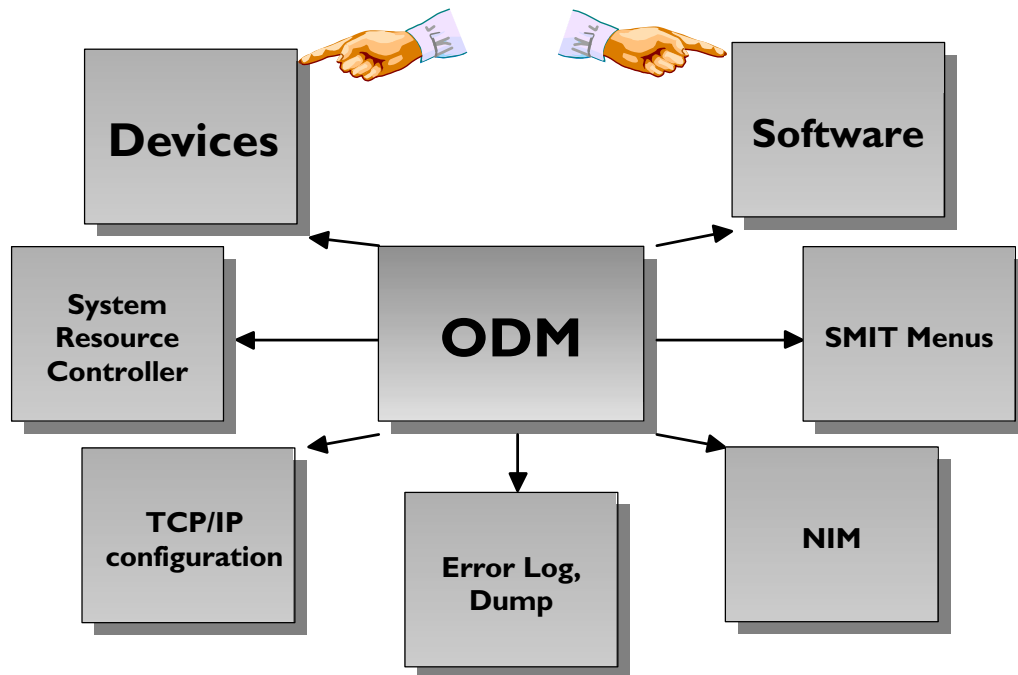 Devices
Software
System
Resource
Controller
ODM
SMIT Menus
TCP/IP
configuration
Error Log,
Dump
NIM